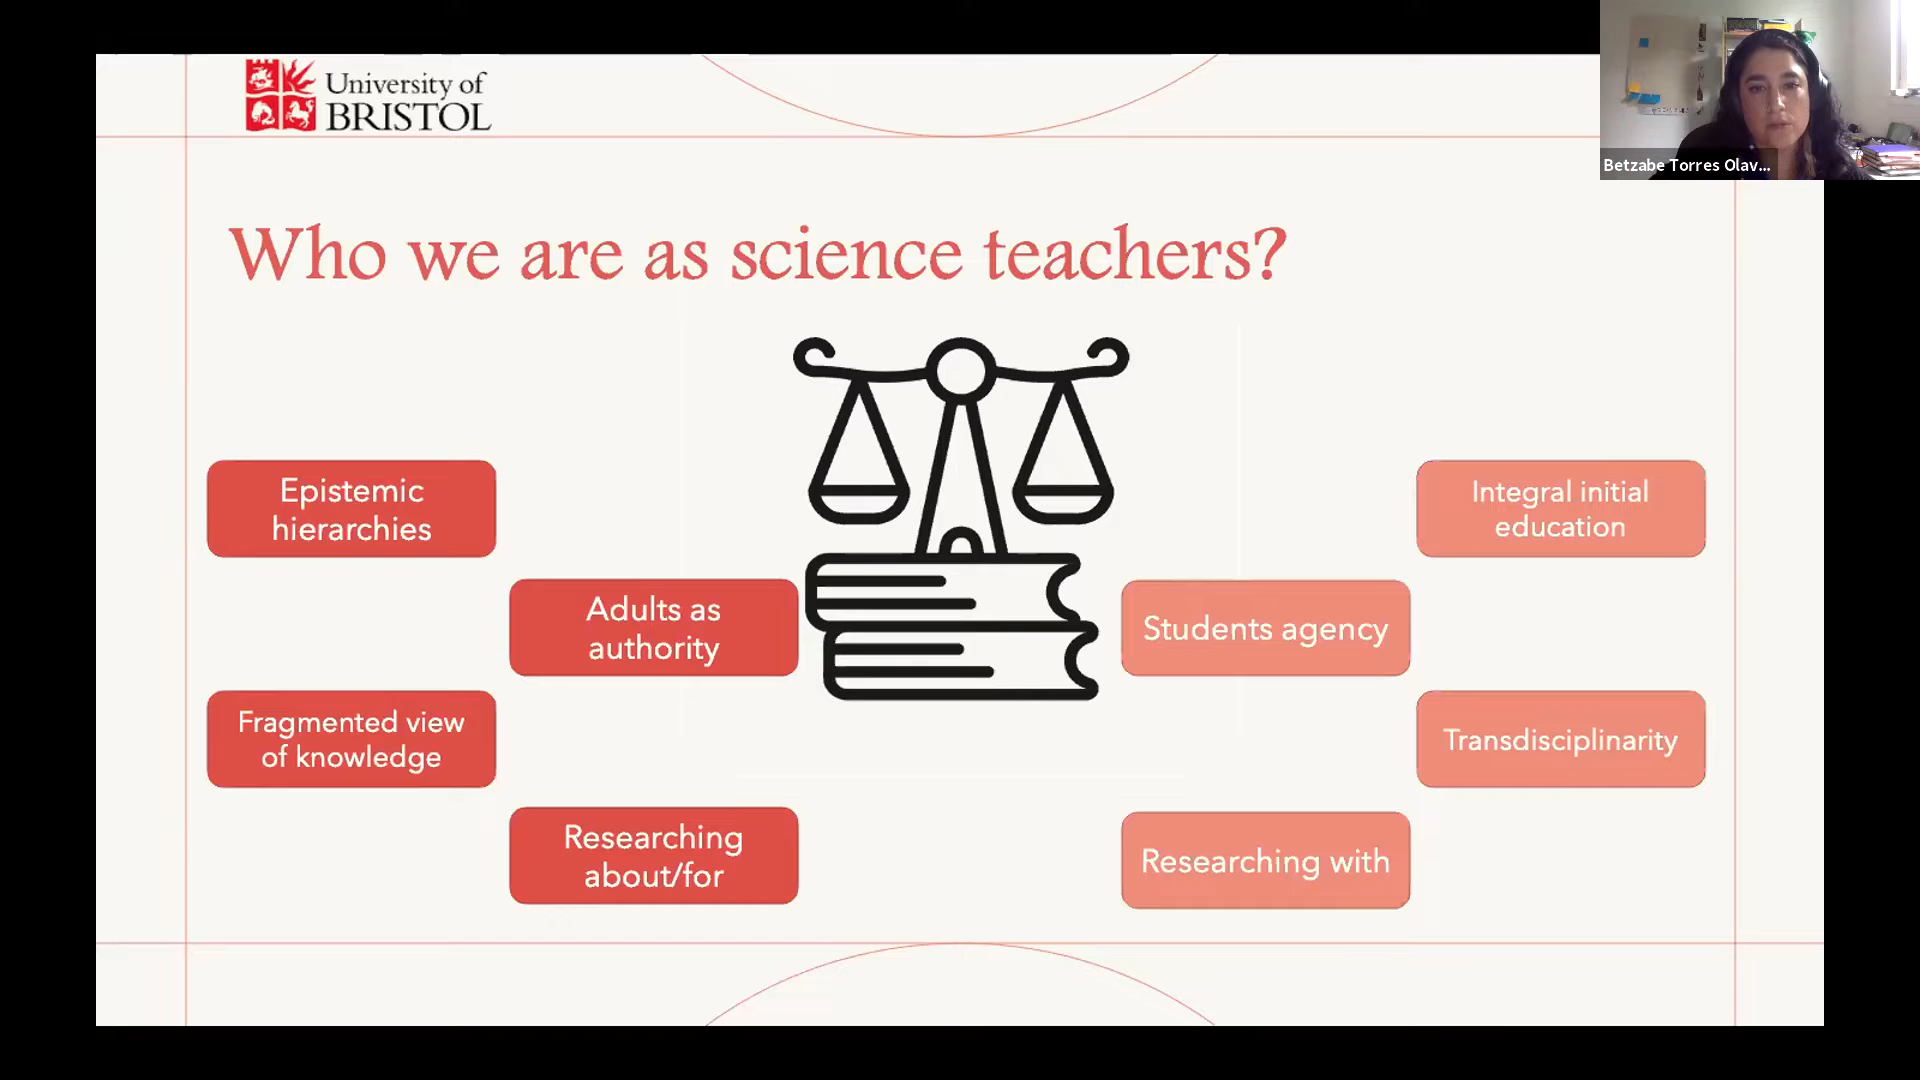 University of
BRISTOL
Betzabe Torres Olav...
Who we are as science teachers?
Epistemic
hierarchies
Adults as
authority
Fragmented view
of knowledge
Researching
about/for
Integral initial
education
Students agency
Transdisciplinarity
Researching with